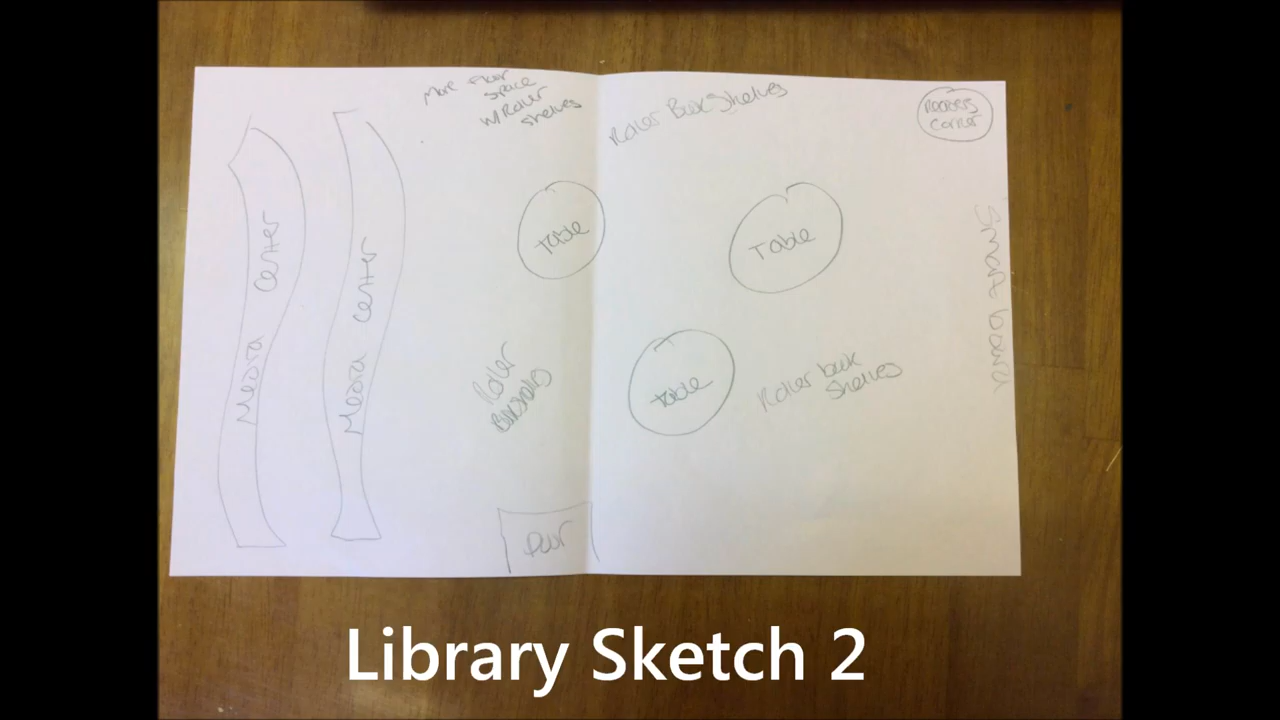 More floor
space
W/ Roller
shelves
Roller Book Shelves
Readers
Corner
Media Center
Media Center
Table
Table
Smart board
Roller
Bookshelves
Table
Roller book
shelves
Door
Library Sketch 2